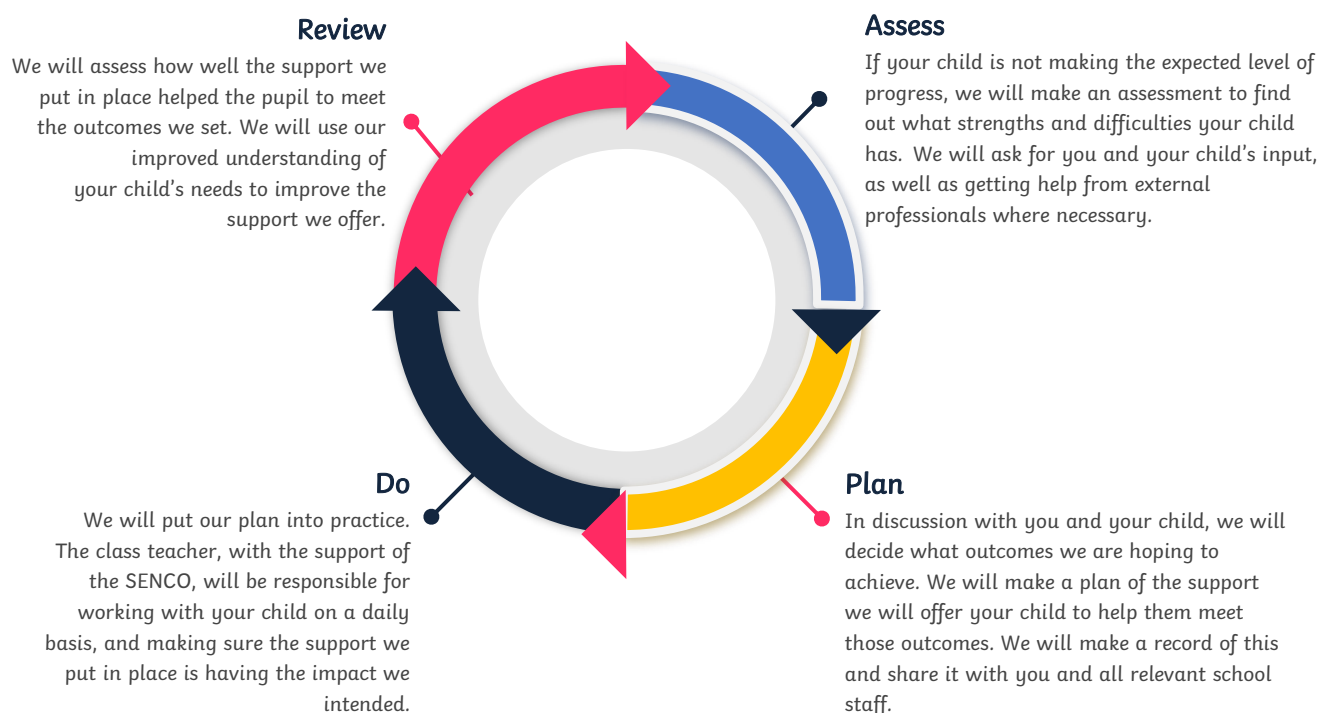 Review
We will assess how well the support we
put in place helped the pupil to meet
the outcomes we set. We will use our
improved understanding of
your child's needs to improve the
support we offer.
Assess
If your child is not making the expected level of
progress, we will make an assessment to find
out what strengths and difficulties your child
has. We will ask for you and your child's input,
as well as getting help from external
professionals where necessary.
Do
We will put our plan into practice.
The class teacher, with the support of
the SENCO, will be responsible for
working with your child on a daily
basis, and making sure the support we
put in place is having the impact we
intended.
Plan
In discussion with you and your child, we will
decide what outcomes we are hoping to
achieve. We will make a plan of the support
we will offer your child to help them meet
those outcomes. We will make a record of this
and share it with you and all relevant school
staff.